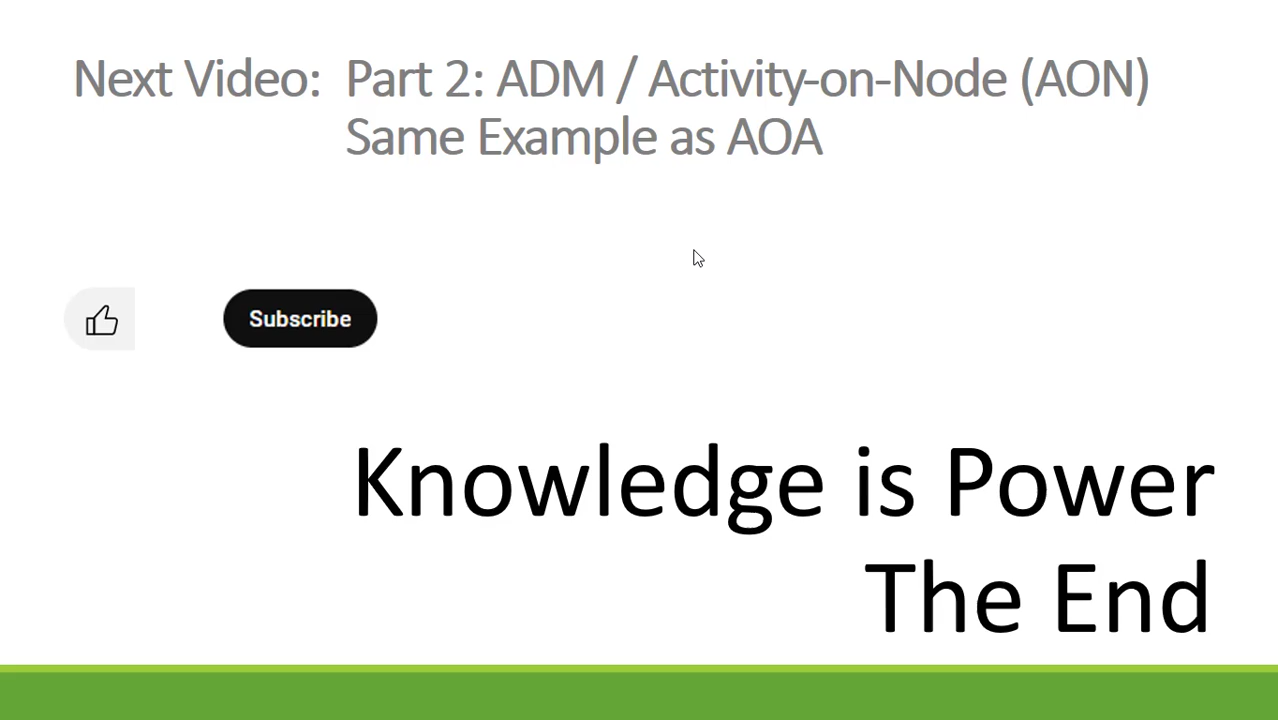 Next Video: Part 2: ADM / Activity-on-Node (AON)
Same Example as AOA
Subscribe
Knowledge is Power
The End